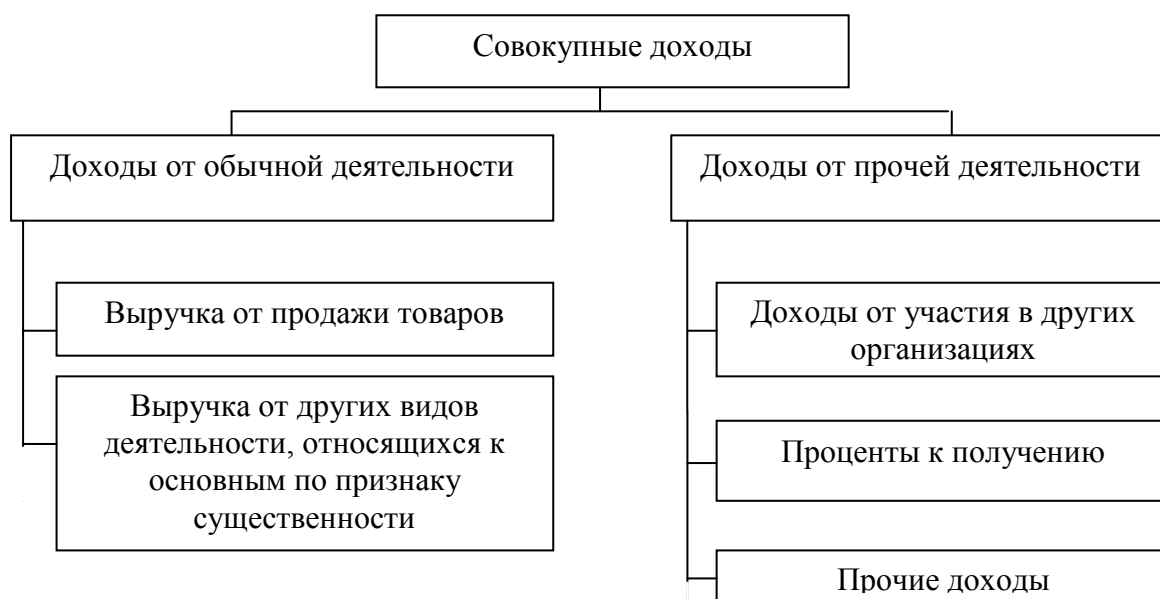 Совокупные доходы
Доходы от обычной деятельности
Доходы от прочей деятельности
Выручка от продажи товаров
Выручка от других видов
деятельности, относящихся к
основным по признаку
существенности
Доходы от участия в других
организациях
Проценты к получению
Прочие доходы